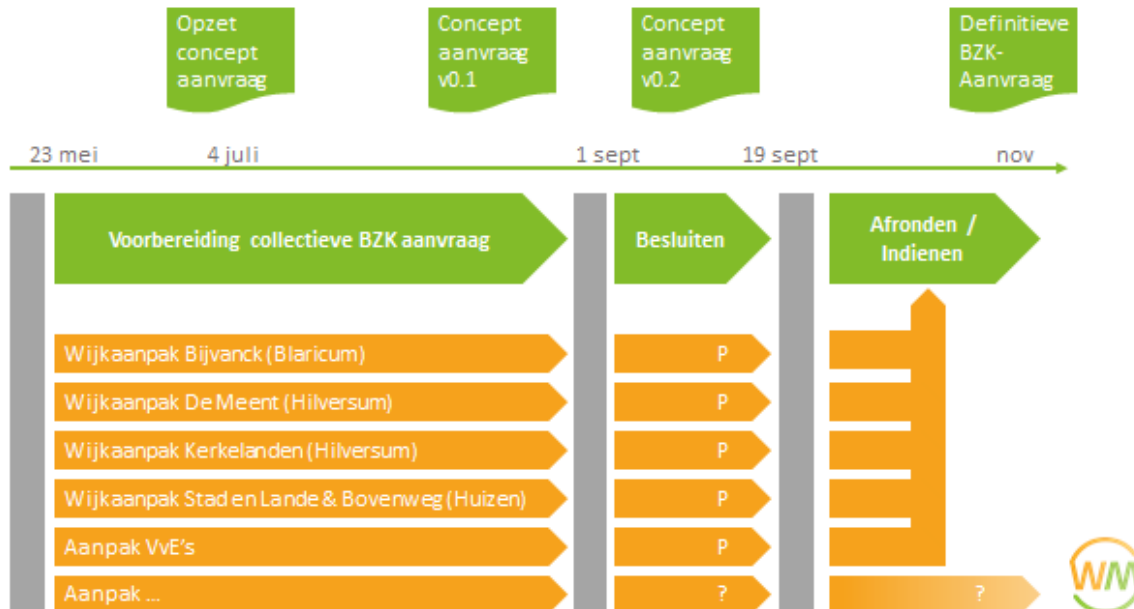 Opzet
concept
aanvraag
Concept
aanvraag
v0.1
Concept
aanvraag
v0.2
Definitieve
BZK-
Aanvraag
23 mei
4 juli
1 sept
19 sept
nov
Voorbereiding collectieve BZK aanvraag
Besluiten
Afronden /
Indienen
Wijkaanpak Bijvanck (Blaricum)
P
Wijkaanpak De Meent (Hilversum)
P
Wijkaanpak Kerkelanden (Hilversum)
P
Wijkaanpak Stad en Lande & Bovenweg (Huizen)
P
Aanpak VvE's
P
Aanpak ...
?
?
WM